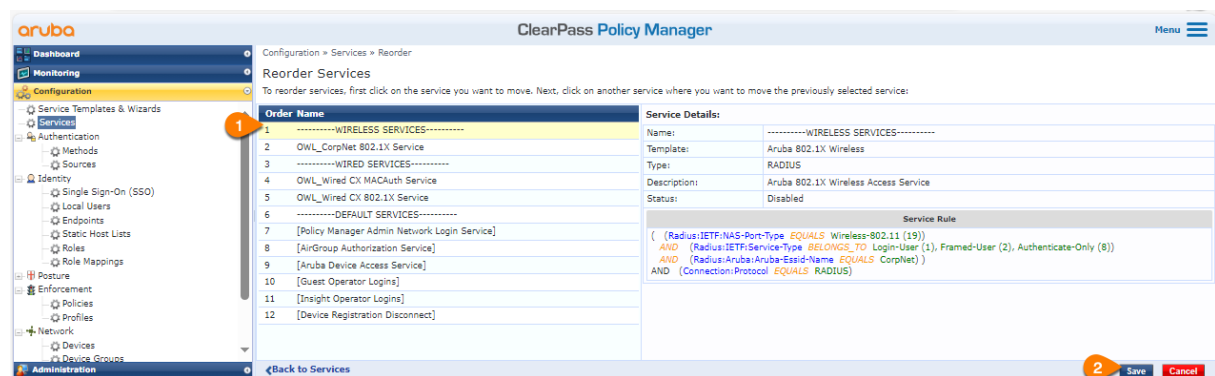 aruba
ClearPass Policy Manager
Menu
Dashboard
Monitoring
Configuration
Service Templates & Wizards
Services
Authentication
Methods
Sources
Identity
Single Sign-On (SSO)
Local Users
Endpoints
Static Host Lists
Roles
Role Mappings
Posture
Enforcement
Policies
Profiles
Network
Devices
Device Groups
Administration
Configuration » Services » Reorder
Reorder Services
To reorder services, first click on the service you want to move. Next, click on another service where you want to move the previously selected service:
Order Name
1
1 ----------WIRELESS SERVICES----------
2 OWL_CorpNet 802.1X Service
3 ----------WIRED SERVICES----------
4 OWL_Wired CX MACAuth Service
5 OWL_Wired CX 802.1X Service
6 ----------DEFAULT SERVICES----------
7 [Policy Manager Admin Network Login Service]
8 [AirGroup Authorization Service]
9 [Aruba Device Access Service]
10 [Guest Operator Logins]
11 [Insight Operator Logins]
12 [Device Registration Disconnect]
Service Details:
Name: ----------WIRELESS SERVICES----------
Template: Aruba 802.1X Wireless
Type: RADIUS
Description: Aruba 802.1X Wireless Access Service
Status: Disabled
Service Rule
( (Radius:IETF:NAS-Port-Type EQUALS Wireless-802.11 (19))
AND (Radius:IETF:Service-Type BELONGS_TO Login-User (1), Framed-User (2), Authenticate-Only (8))
AND (Radius:Aruba:Aruba-Essid-Name EQUALS CorpNet) )
AND (Connection:Protocol EQUALS RADIUS)
Back to Services
2
Save
Cancel